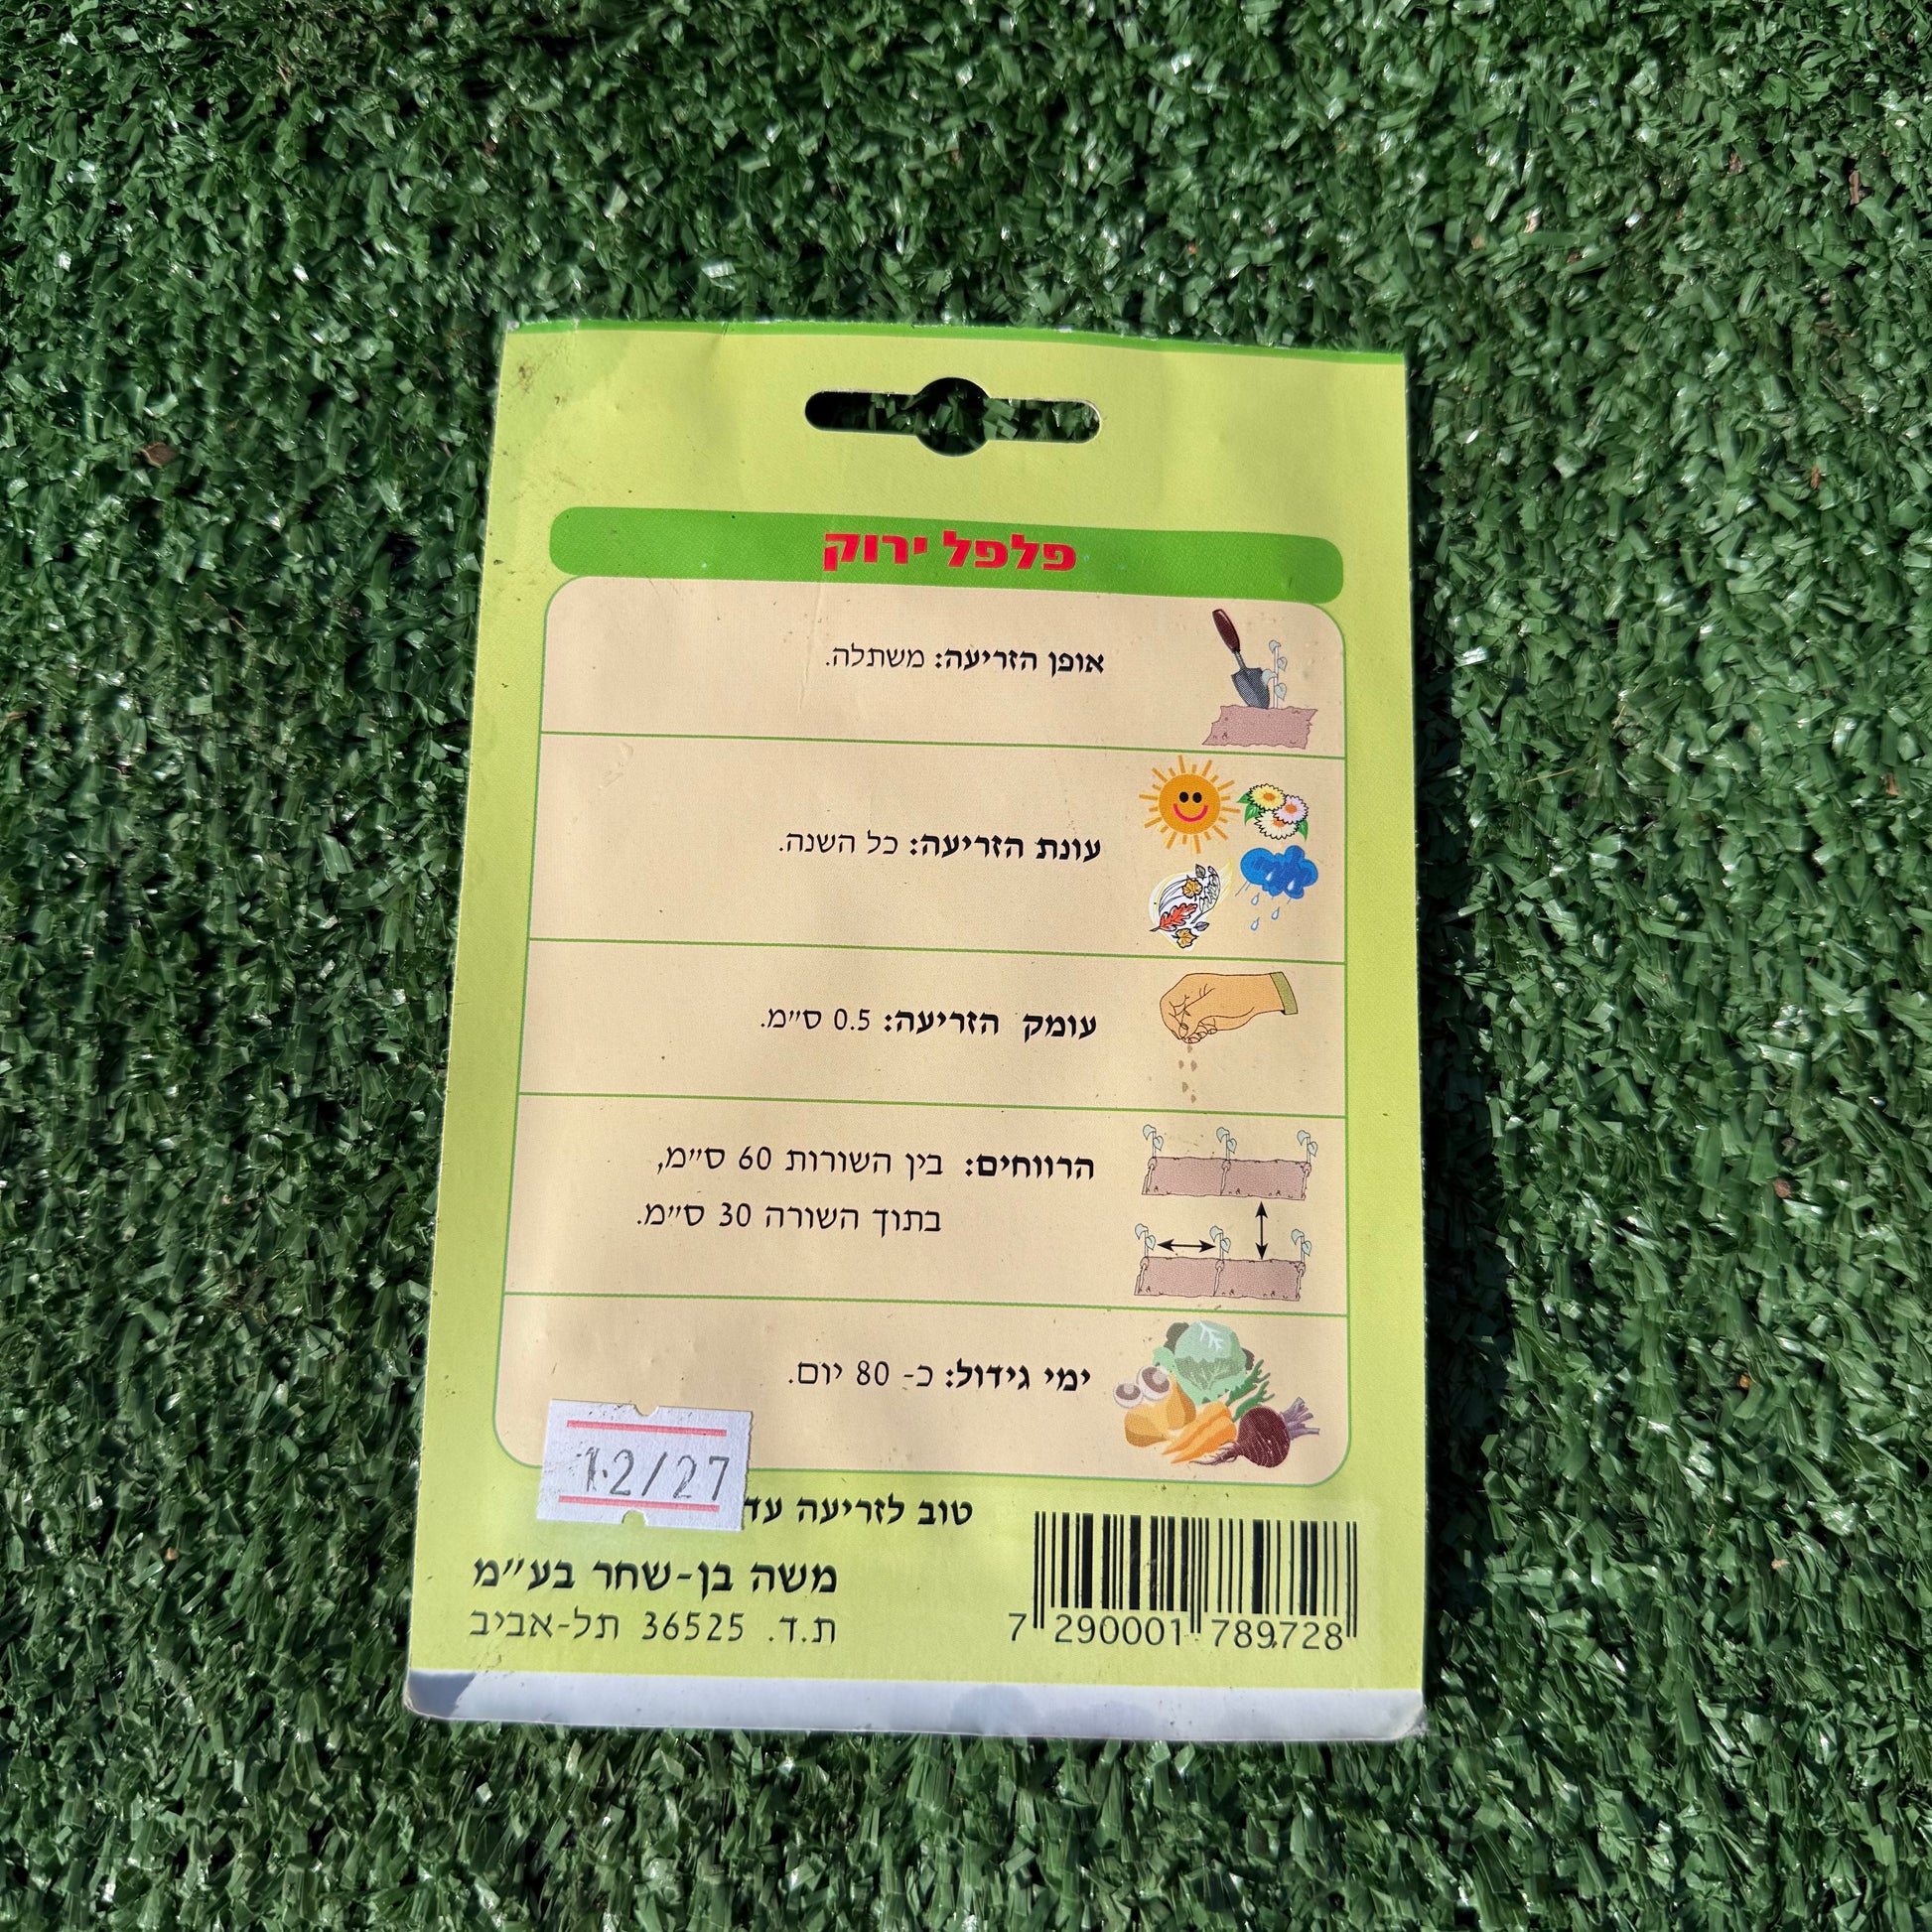 פלפל ירוק
אופן הזריעה: משתלה.
עונת הזריעה: כל השנה.
עומק הזריעה: 0.5 ס״מ.
הרווחים: בין השורות 60 ס״מ,
בתוך השורה 30 ס״מ.
ימי גידול: כ- 80 יום.
טוב לזריעה עד 12/27
משה בן-שחר בע״מ
ת.ד. 36525 תל-אביב
7 290001 789728